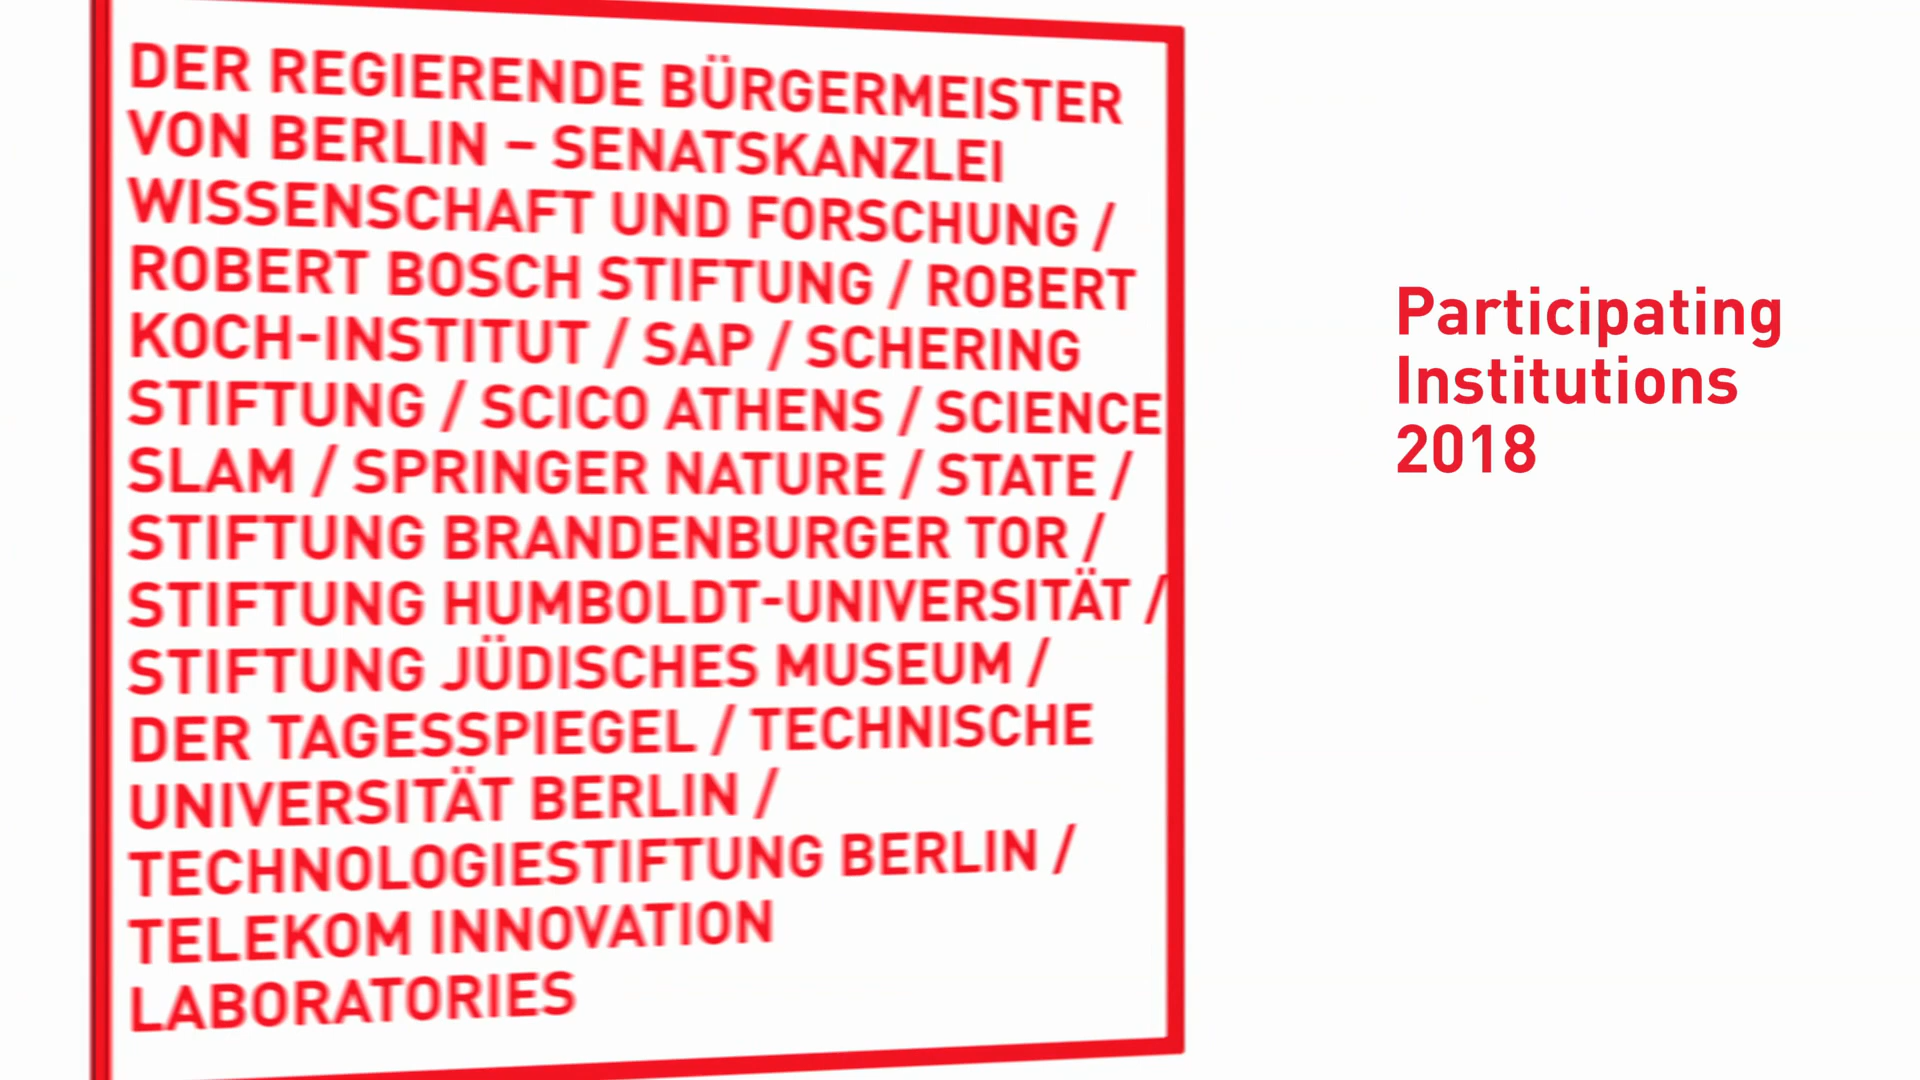 DER REGIERENDE BÜRGERMEISTER
VON BERLIN – SENATSKANZLEI
WISSENSCHAFT UND FORSCHUNG /
ROBERT BOSCH STIFTUNG / ROBERT
KOCH-INSTITUT / SAP / SCHERING
STIFTUNG / SCICO ATHENS / SCIENCE
SLAM / SPRINGER NATURE / STATE /
STIFTUNG BRANDENBURGER TOR /
STIFTUNG HUMBOLDT-UNIVERSITÄT /
STIFTUNG JÜDISCHES MUSEUM /
DER TAGESSPIEGEL / TECHNISCHE
UNIVERSITÄT BERLIN /
TECHNOLOGIESTIFTUNG BERLIN /
TELEKOM INNOVATION
LABORATORIES
Participating
Institutions
2018